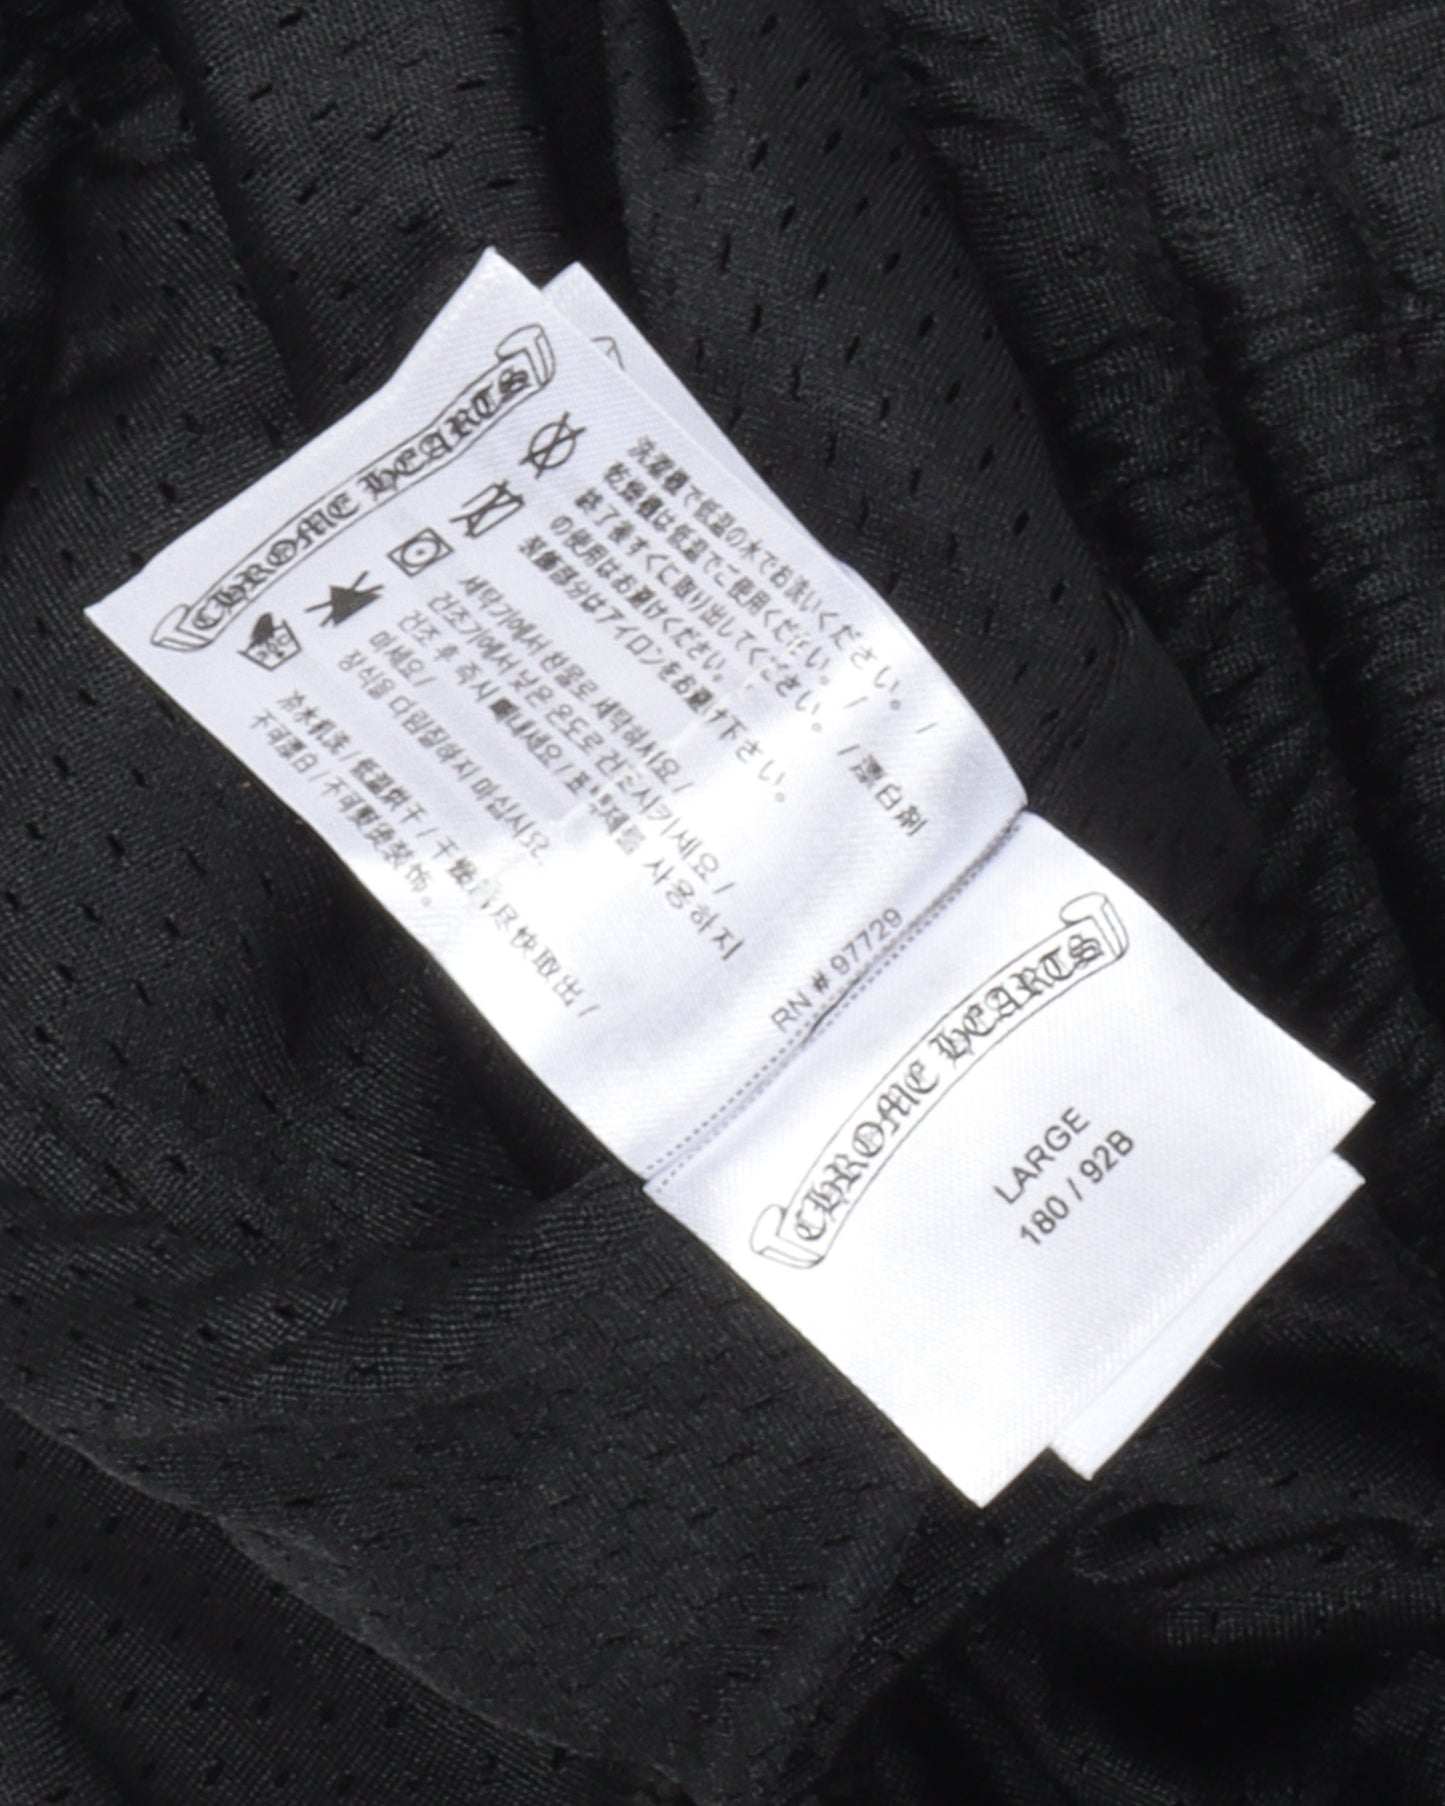 CHROME HEARTS
洗濯機で低温の水でお洗いください。 /
乾燥機は低温でご使用ください。 /
終了後すぐに取り出してください。 / 漂白剤
の使用はお避けください。
装飾部分はアイロンをお避け下さい。
세탁기에서 찬물로 세탁하시요 /
건조기에서 낮은 온도로 건조시키세요 /
건조 후 즉시 빼내세요 / 표백제를 사용하지
마세요 /
장식을 다림질하지 마십시요.
冷水机洗 / 低温烘干 / 干燥后尽快取出 /
不可漂白 / 不可熨烫装饰。
RN # 97729
CHROME HEARTS
LARGE
180 / 92B